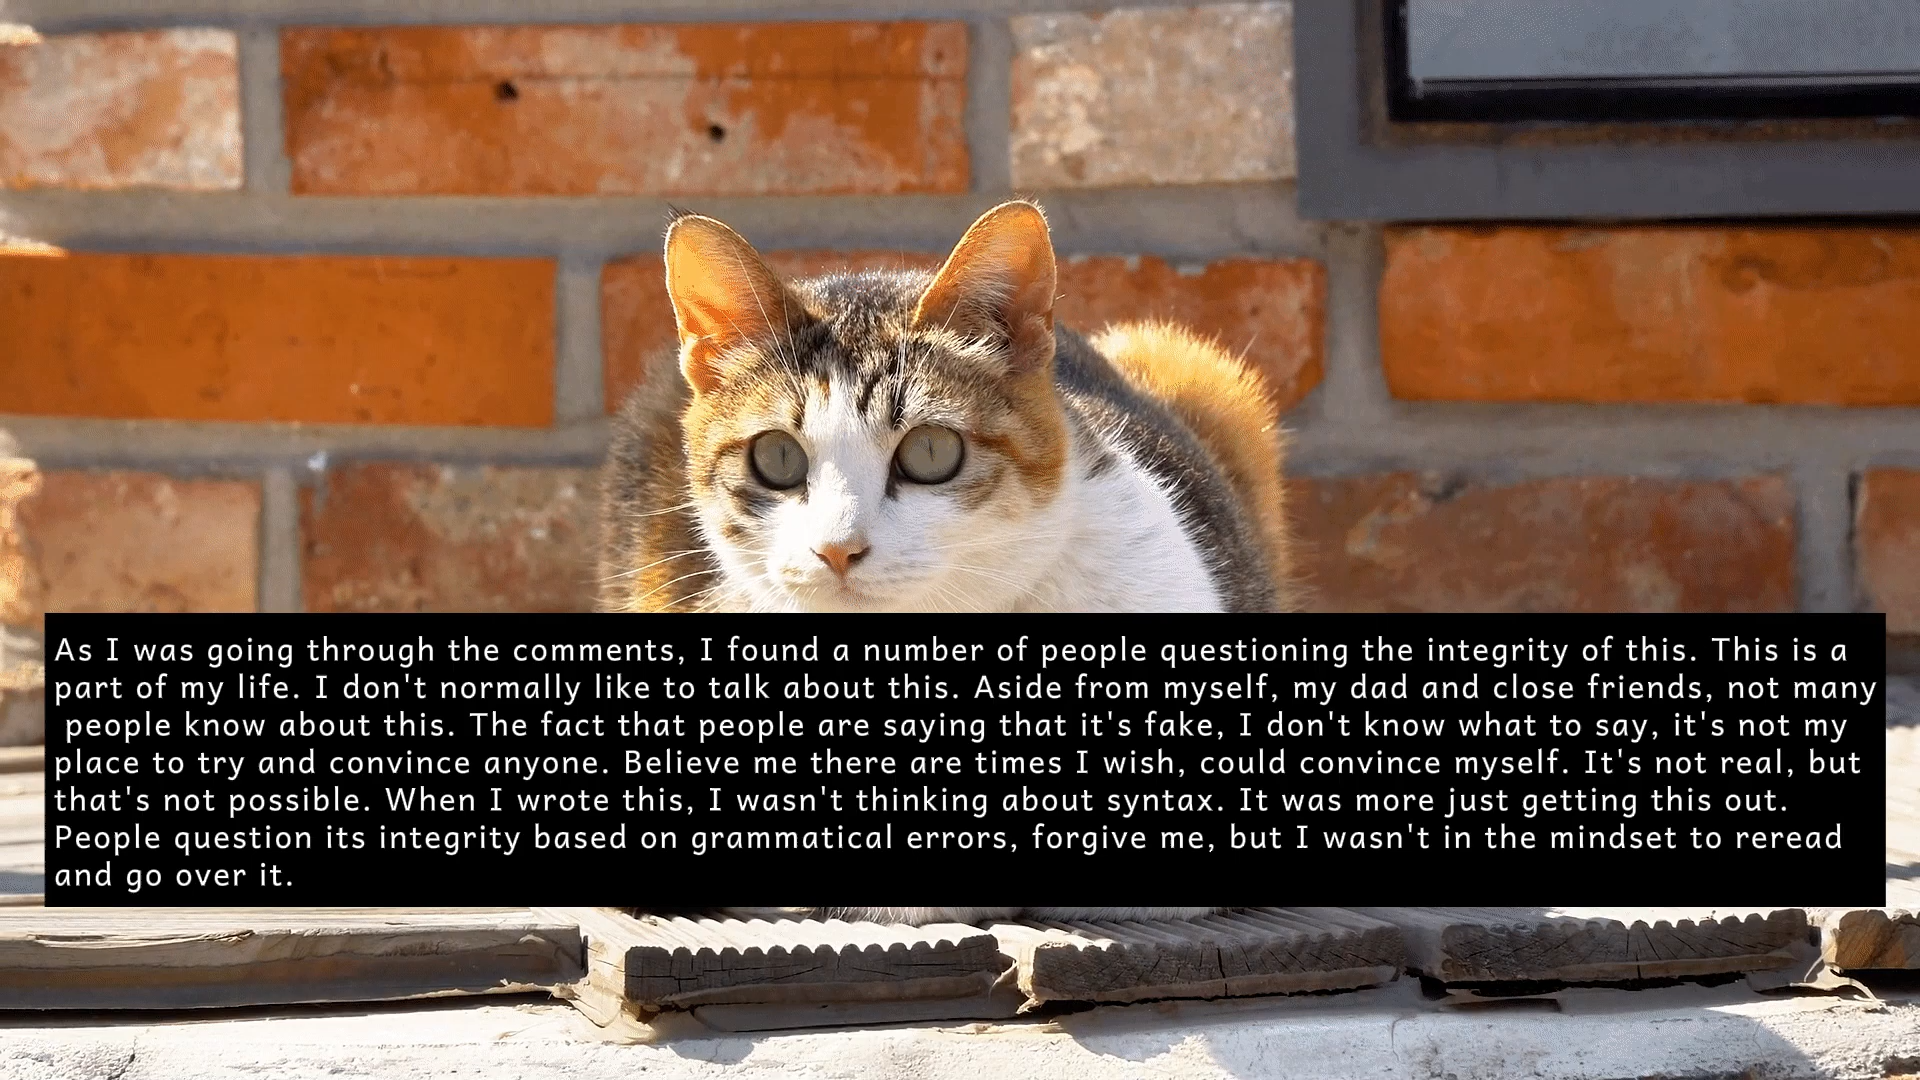 As I was going through the comments, I found a number of people questioning the integrity of this. This is a
part of my life. I don't normally like to talk about this. Aside from myself, my dad and close friends, not many
people know about this. The fact that people are saying that it's fake, I don't know what to say, it's not my
place to try and convince anyone. Believe me there are times I wish, could convince myself. It's not real, but
that's not possible. When I wrote this, I wasn't thinking about syntax. It was more just getting this out.
People question its integrity based on grammatical errors, forgive me, but I wasn't in the mindset to reread
and go over it.